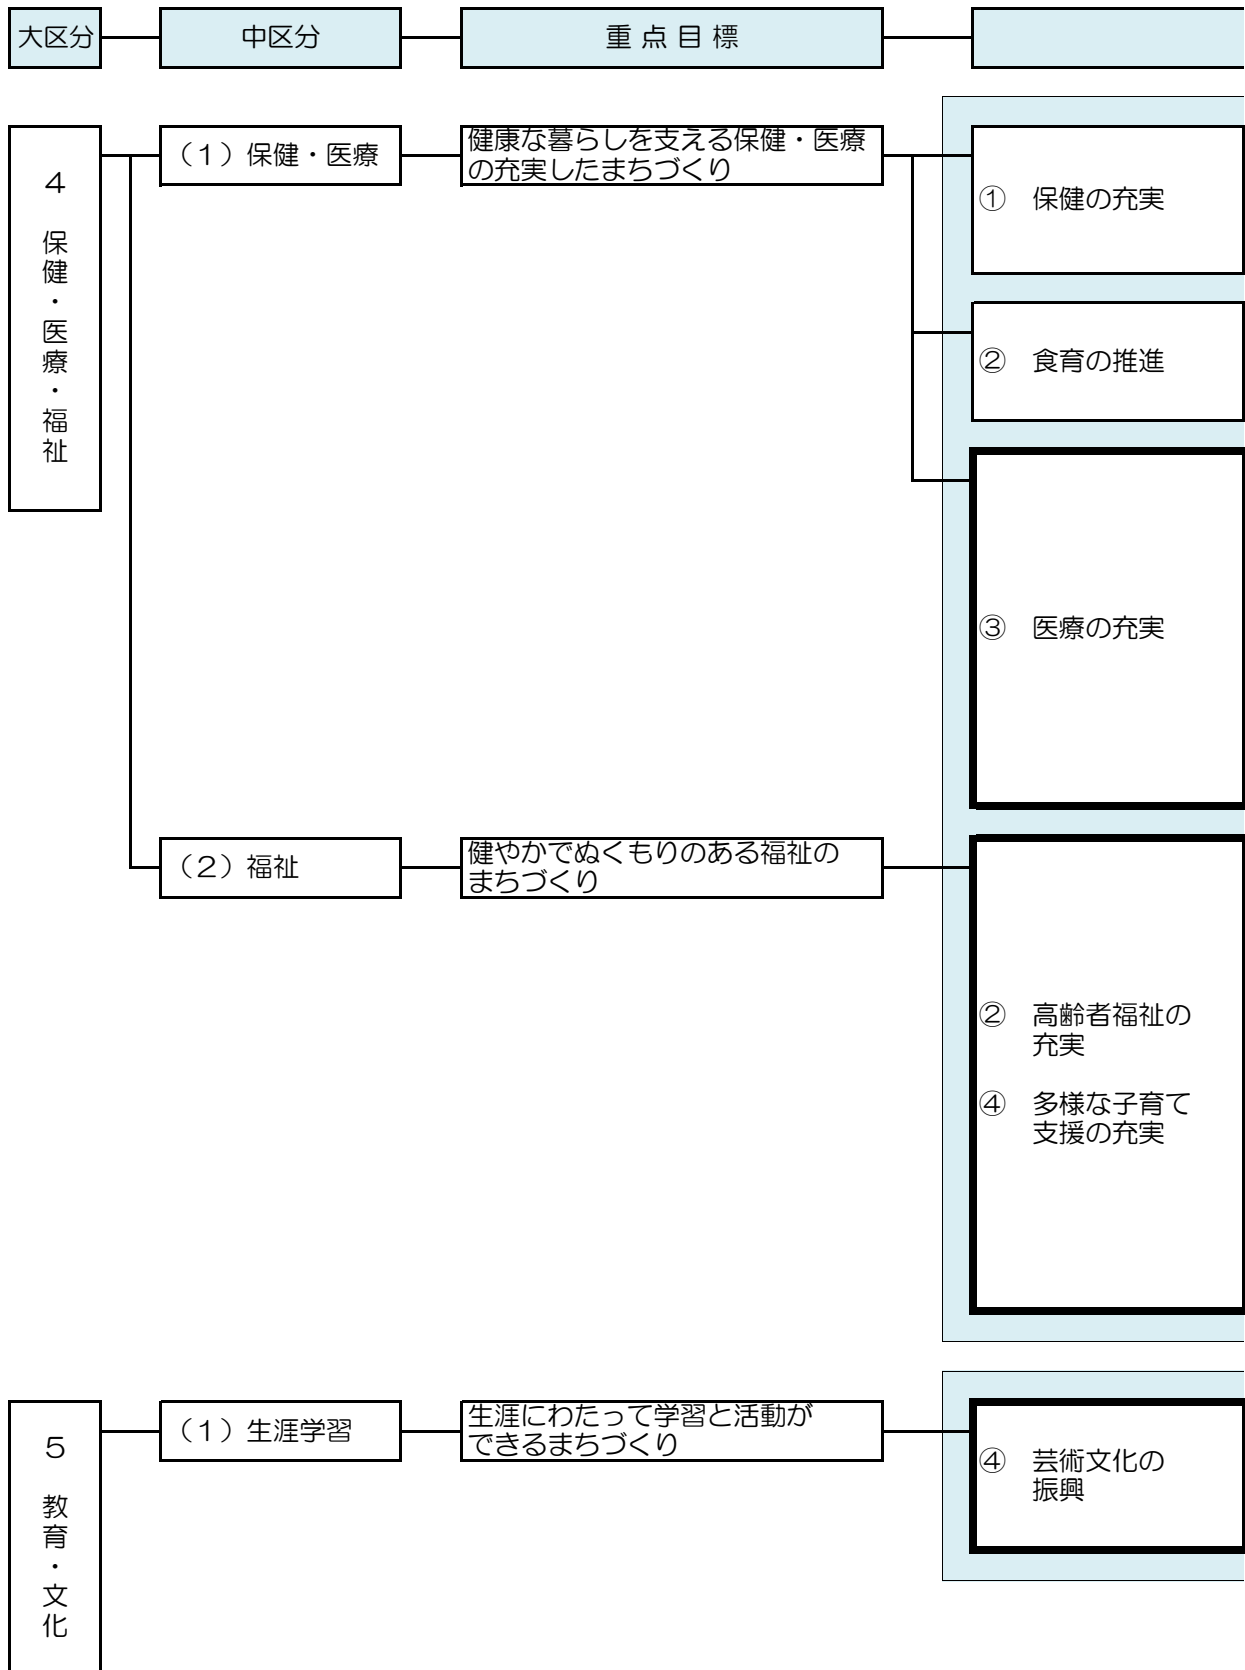 大区分
中区分
重 点 目 標
4 保健・医療・福祉
（1）保健・医療
健康な暮らしを支える保健・医療
の充実したまちづくり
① 保健の充実
② 食育の推進
③ 医療の充実
（2）福祉
健やかでぬくもりのある福祉の
まちづくり
② 高齢者福祉の
充実
④ 多様な子育て
支援の充実
5 教育・文化
（1）生涯学習
生涯にわたって学習と活動が
できるまちづくり
④ 芸術文化の
振興